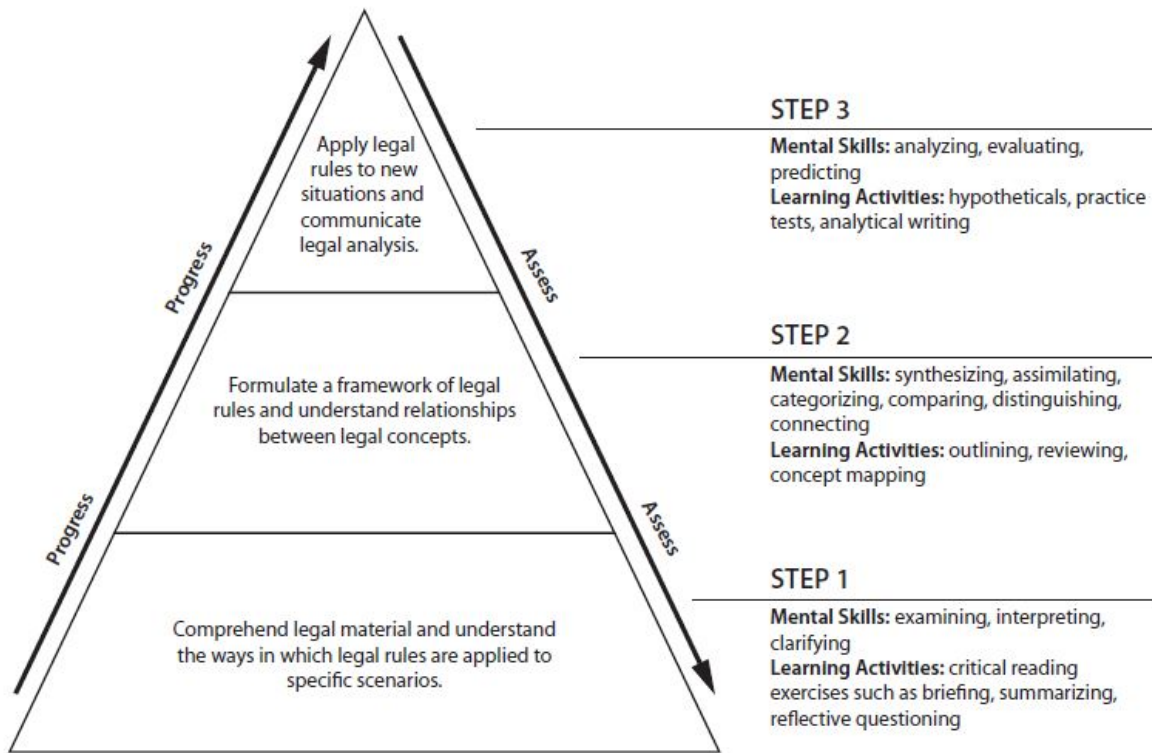 Apply legal
rules to new
situations and
communicate
legal analysis.
Progress
Assess
Formulate a framework of legal
rules and understand relationships
between legal concepts.
Progress
Assess
Comprehend legal material and understand
the ways in which legal rules are applied to
specific scenarios.
STEP 3
Mental Skills: analyzing, evaluating,
predicting
Learning Activities: hypotheticals, practice
tests, analytical writing
STEP 2
Mental Skills: synthesizing, assimilating,
categorizing, comparing, distinguishing,
connecting
Learning Activities: outlining, reviewing,
concept mapping
STEP 1
Mental Skills: examining, interpreting,
clarifying
Learning Activities: critical reading
exercises such as briefing, summarizing,
reflective questioning